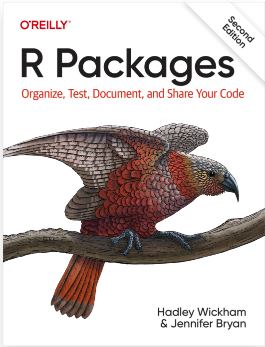 O'REILLY®
Second
Edition
R Packages
Organize, Test, Document, and Share Your Code
Hadley Wickham
& Jennifer Bryan